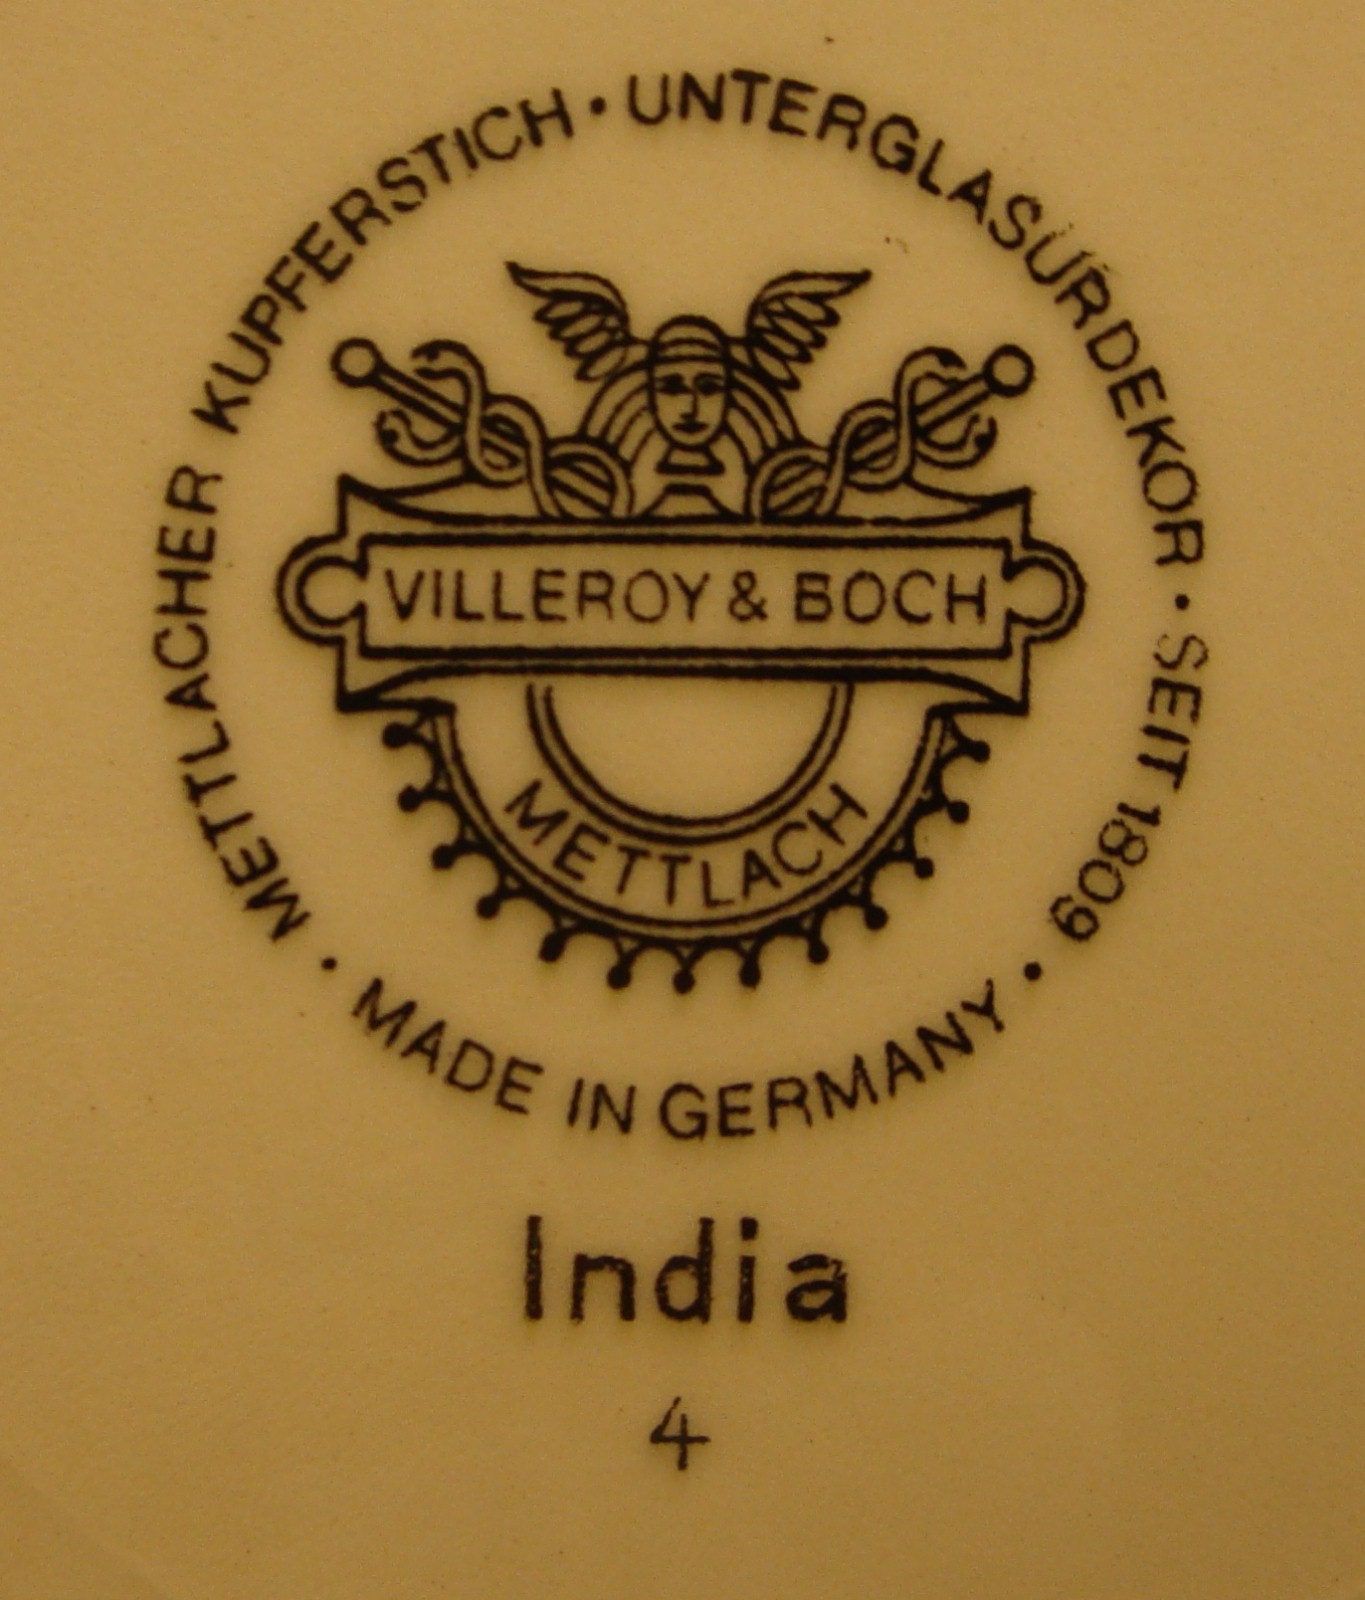 METTLACHER KUPFERSTICH · UNTERGLASURDEKOR · SEIT 1809 · MADE IN GERMANY ·
VILLEROY & BOCH
METTLACH
India
4